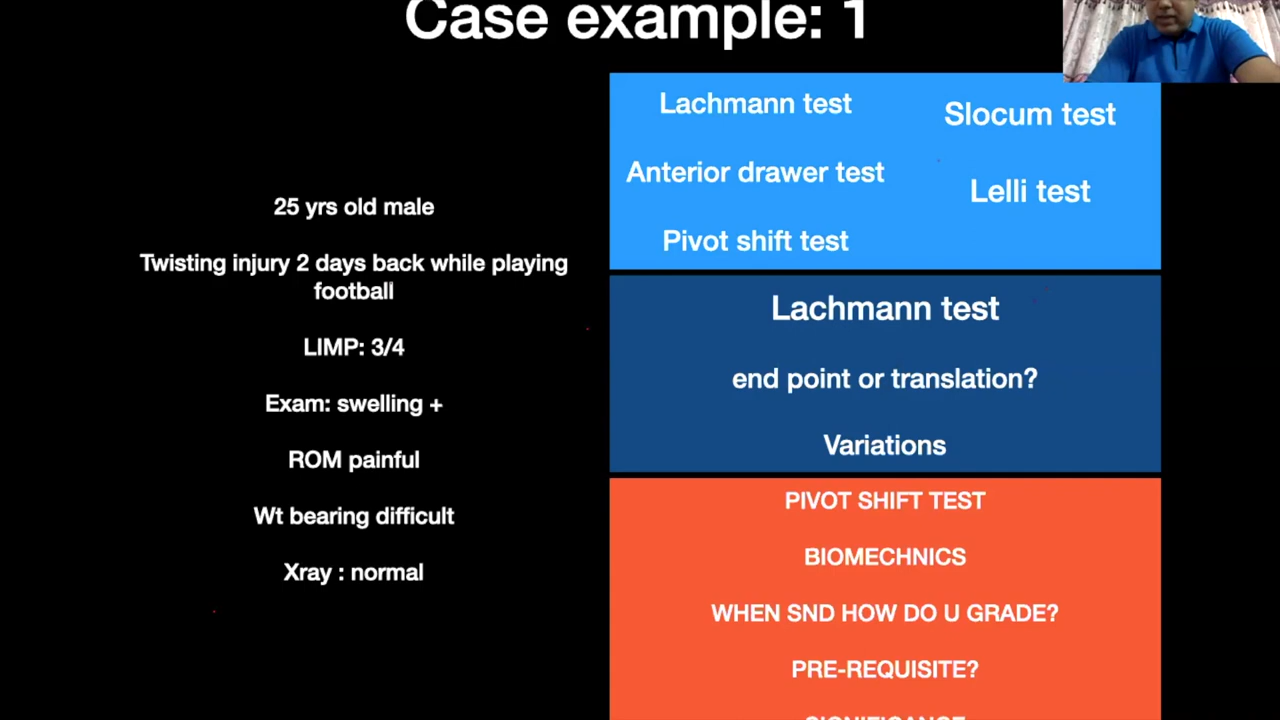 Case example: 1
25 yrs old male
Twisting injury 2 days back while playing
football
LIMP: 3/4
Exam: swelling +
ROM painful
Wt bearing difficult
Xray : normal
Lachmann test
Slocum test
Anterior drawer test
Lelli test
Pivot shift test
Lachmann test
end point or translation?
Variations
PIVOT SHIFT TEST
BIOMECHNICS
WHEN SND HOW DO U GRADE?
PRE-REQUISITE?